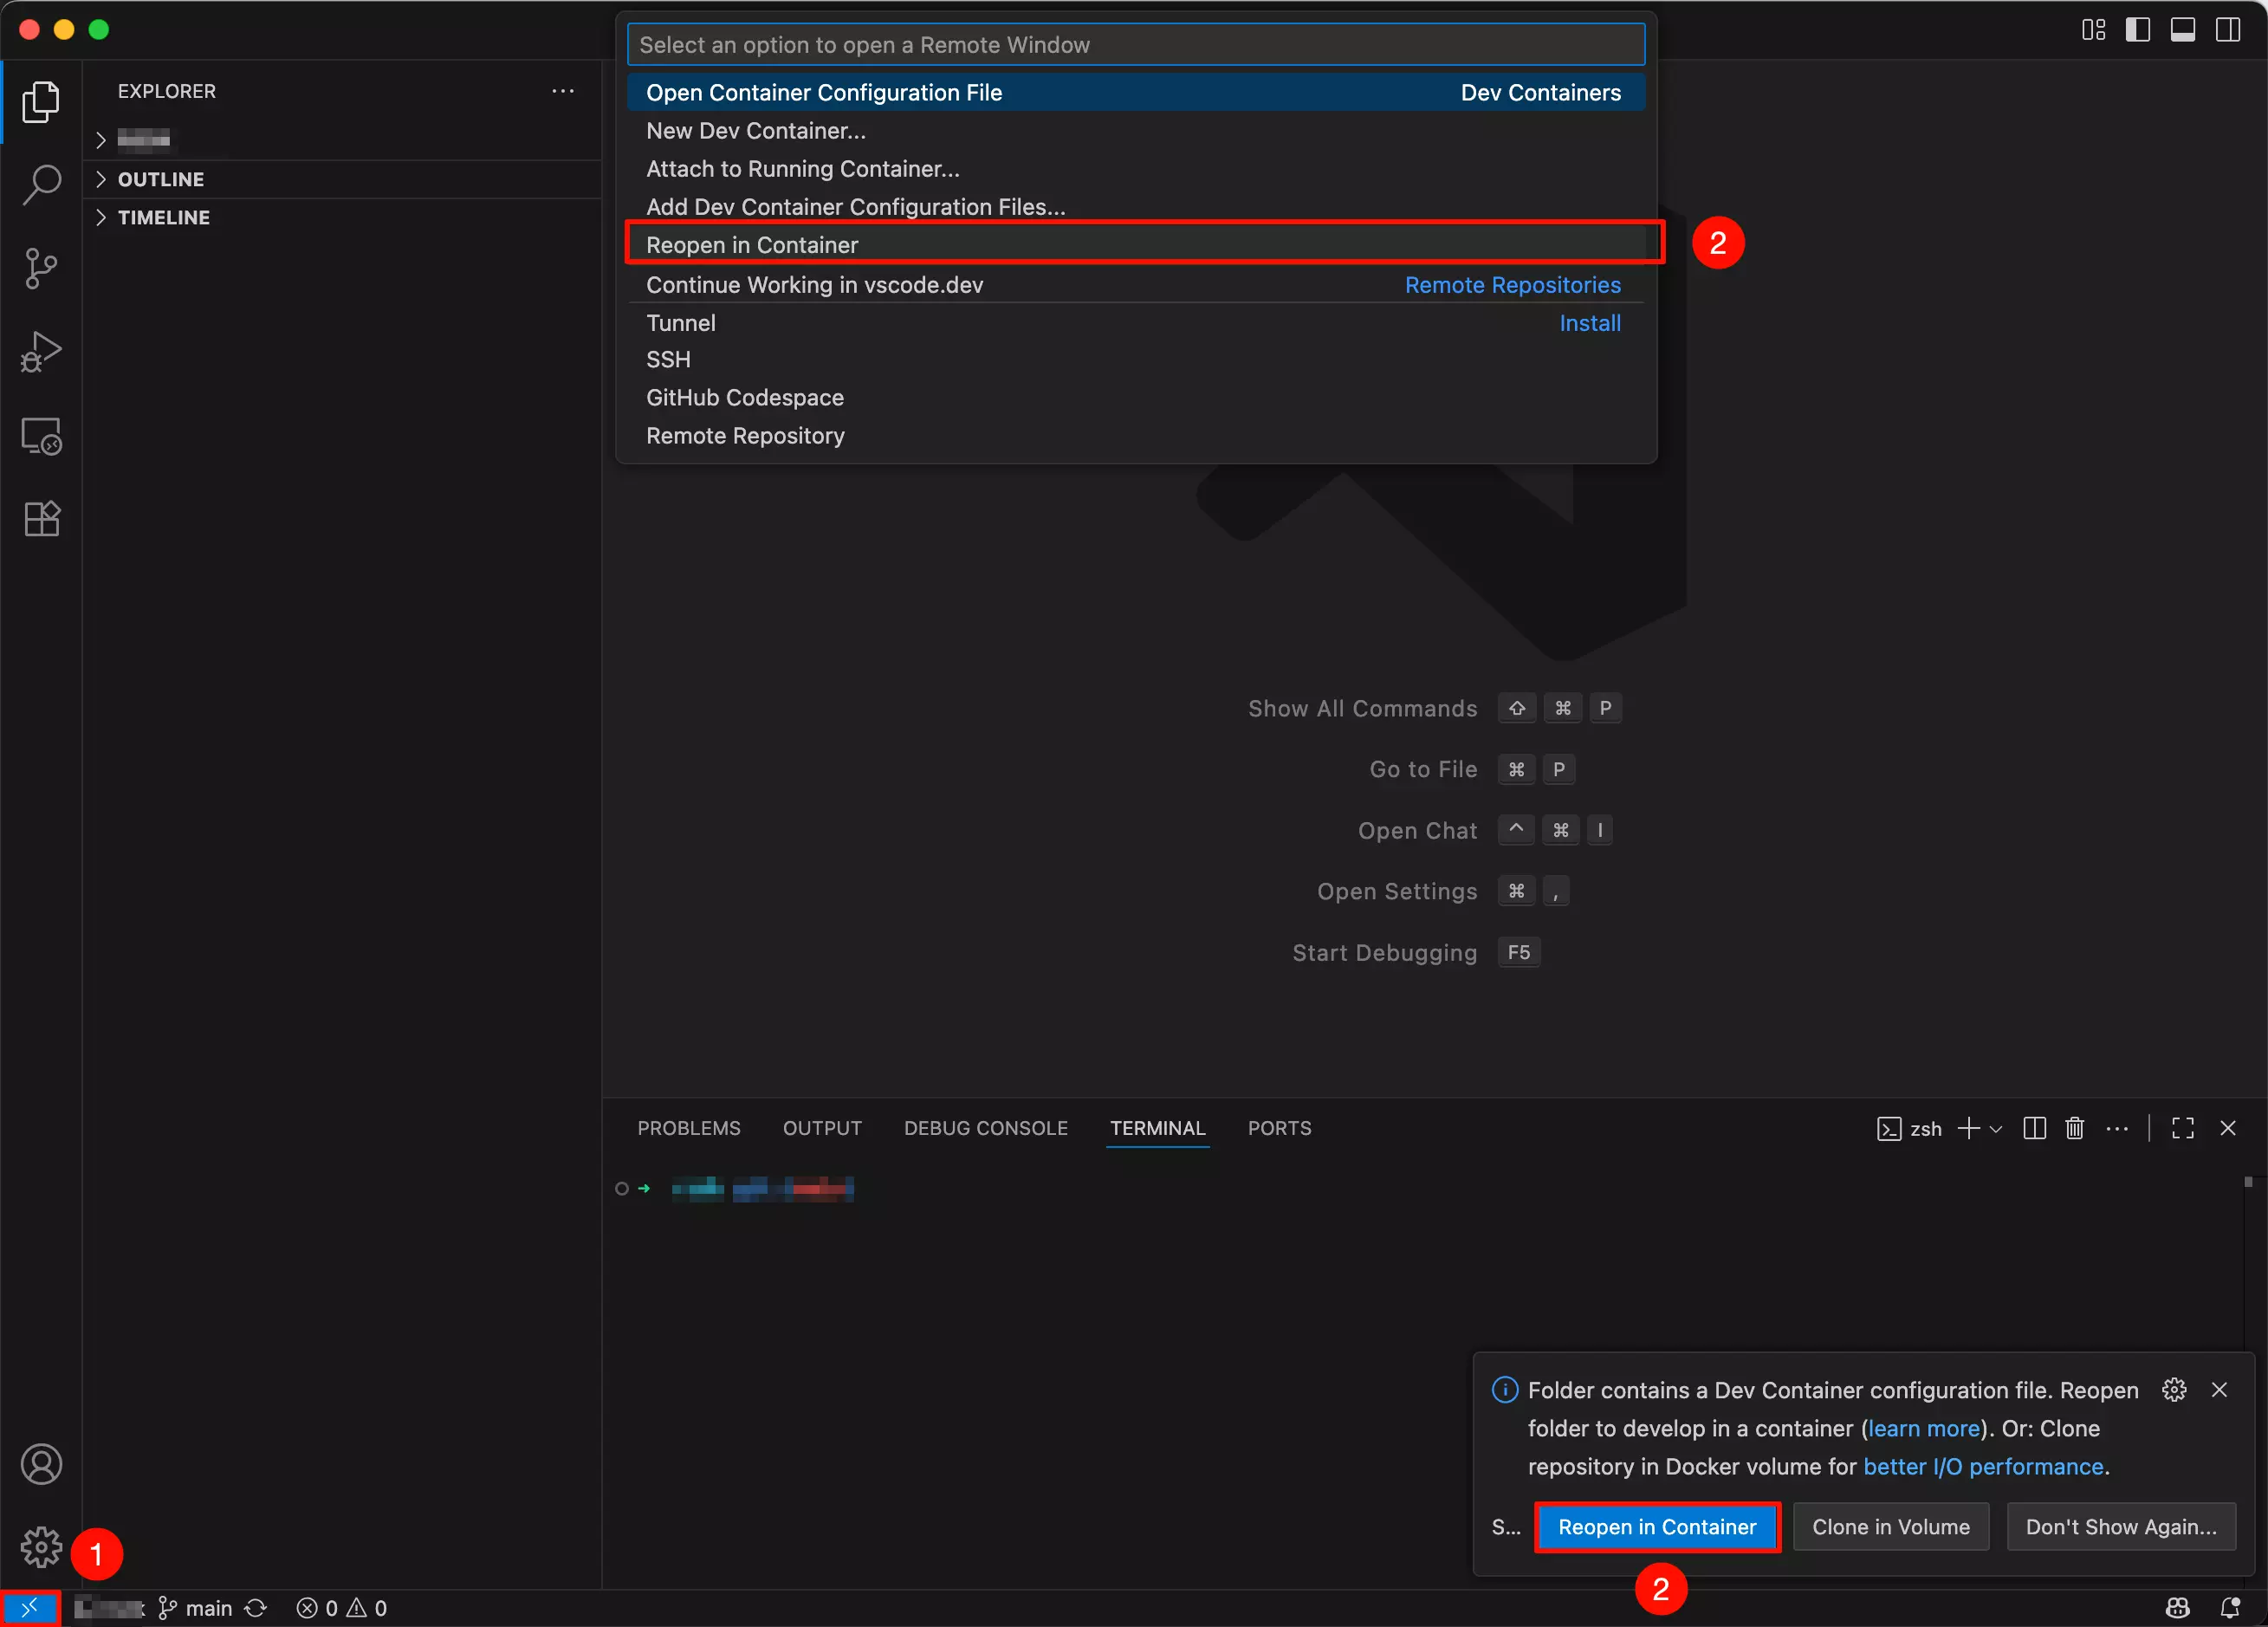 Select an option to open a Remote Window
Open Container Configuration File Dev Containers
New Dev Container...
Attach to Running Container...
Add Dev Container Configuration Files...
Reopen in Container
2
Continue Working in vscode.dev Remote Repositories
Tunnel Install
SSH
GitHub Codespace
Remote Repository
EXPLORER
OUTLINE
TIMELINE
Show All Commands ⇧ ⌘ P
Go to File ⌘ P
Open Chat ^ ⌘ I
Open Settings ⌘ ,
Start Debugging F5
PROBLEMS OUTPUT DEBUG CONSOLE TERMINAL PORTS
zsh
Folder contains a Dev Container configuration file. Reopen
folder to develop in a container (learn more). Or: Clone
repository in Docker volume for better I/O performance.
S... Reopen in Container Clone in Volume Don't Show Again...
1
2
main 0 0